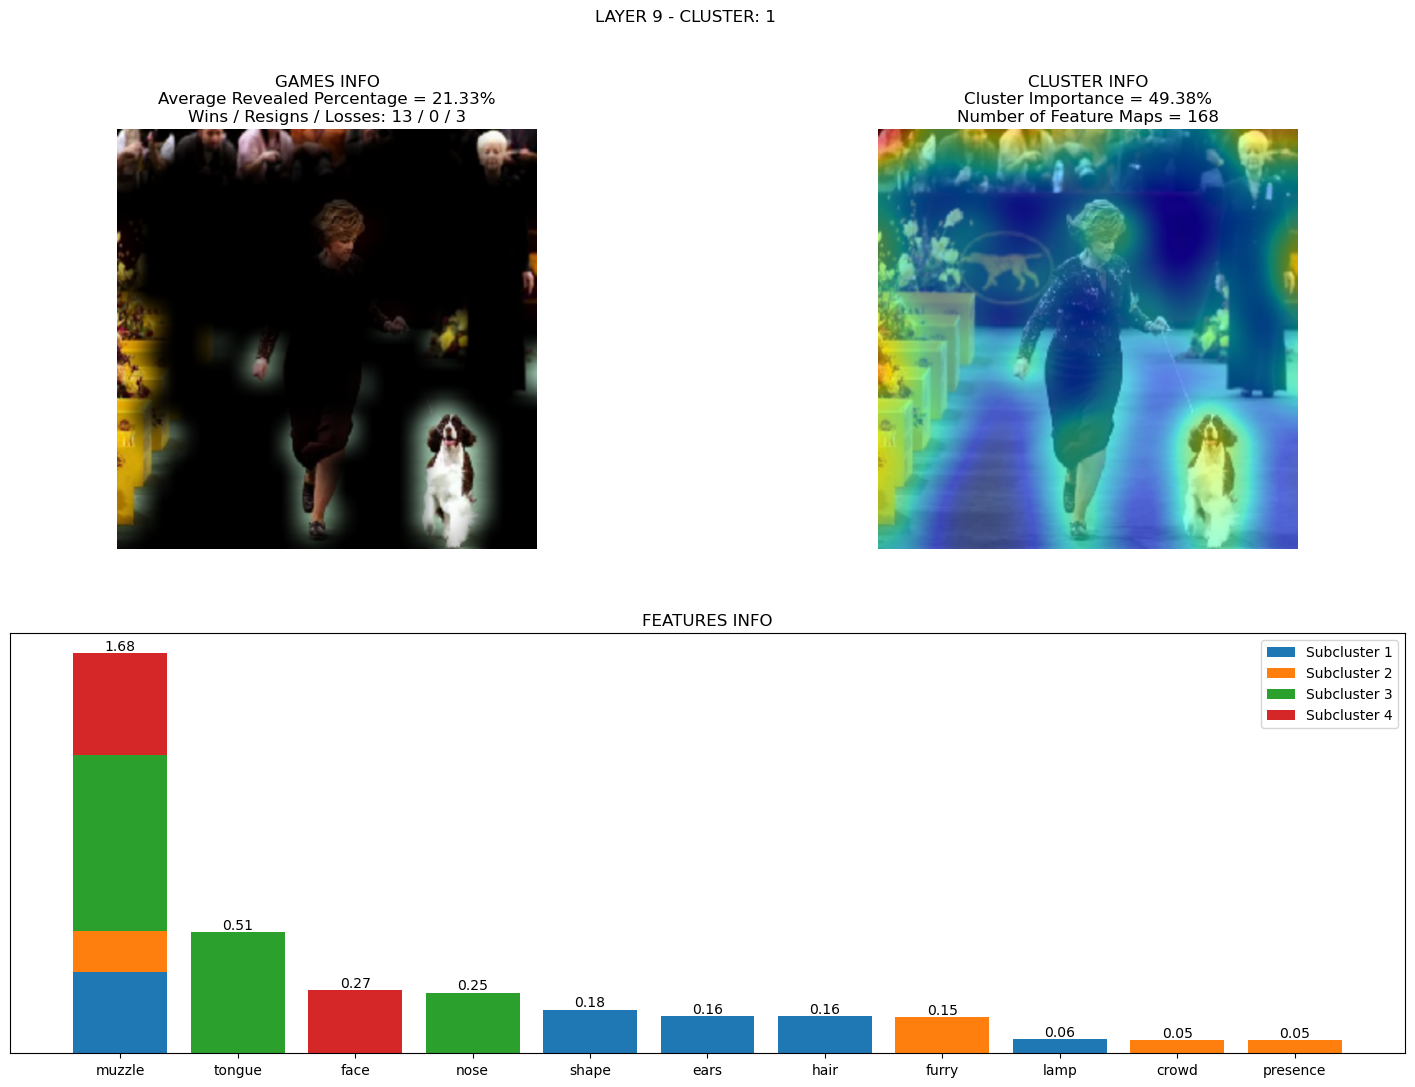 LAYER 9 - CLUSTER: 1
GAMES INFO
Average Revealed Percentage = 21.33%
Wins / Resigns / Losses: 13 / 0 / 3
CLUSTER INFO
Cluster Importance = 49.38%
Number of Feature Maps = 168
FEATURES INFO
1.68
0.51
0.27
0.25
0.18
0.16
0.16
0.15
0.06
0.05
0.05
Subcluster 1
Subcluster 2
Subcluster 3
Subcluster 4
muzzle
tongue
face
nose
shape
ears
hair
furry
lamp
crowd
presence